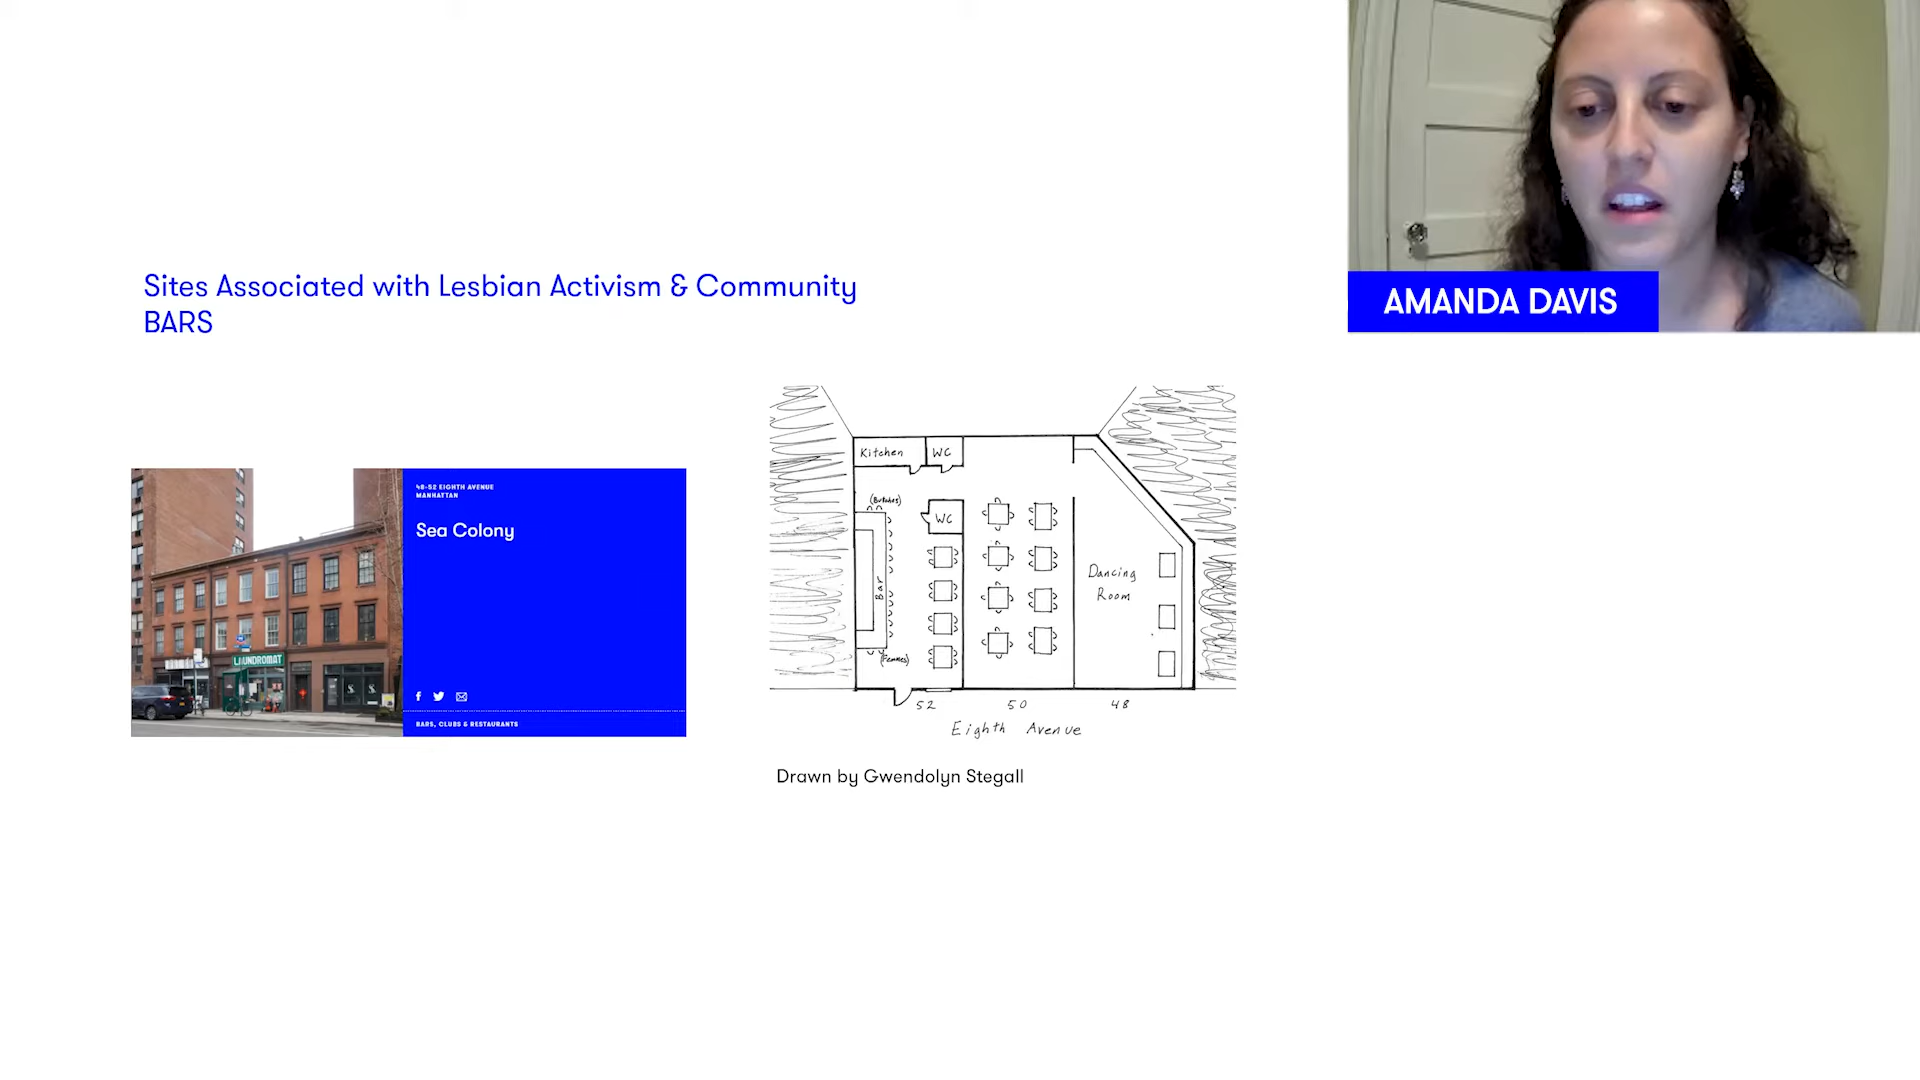 AMANDA DAVIS
Sites Associated with Lesbian Activism & Community
BARS
48-52 EIGHTH AVENUE
MANHATTAN
Sea Colony
BARS, CLUBS & RESTAURANTS
LAUNDROMAT
Kitchen
WC
(Butches)
WC
Bar
(Femmes)
Dancing
Room
52 50 48
Eighth Avenue
Drawn by Gwendolyn Stegall